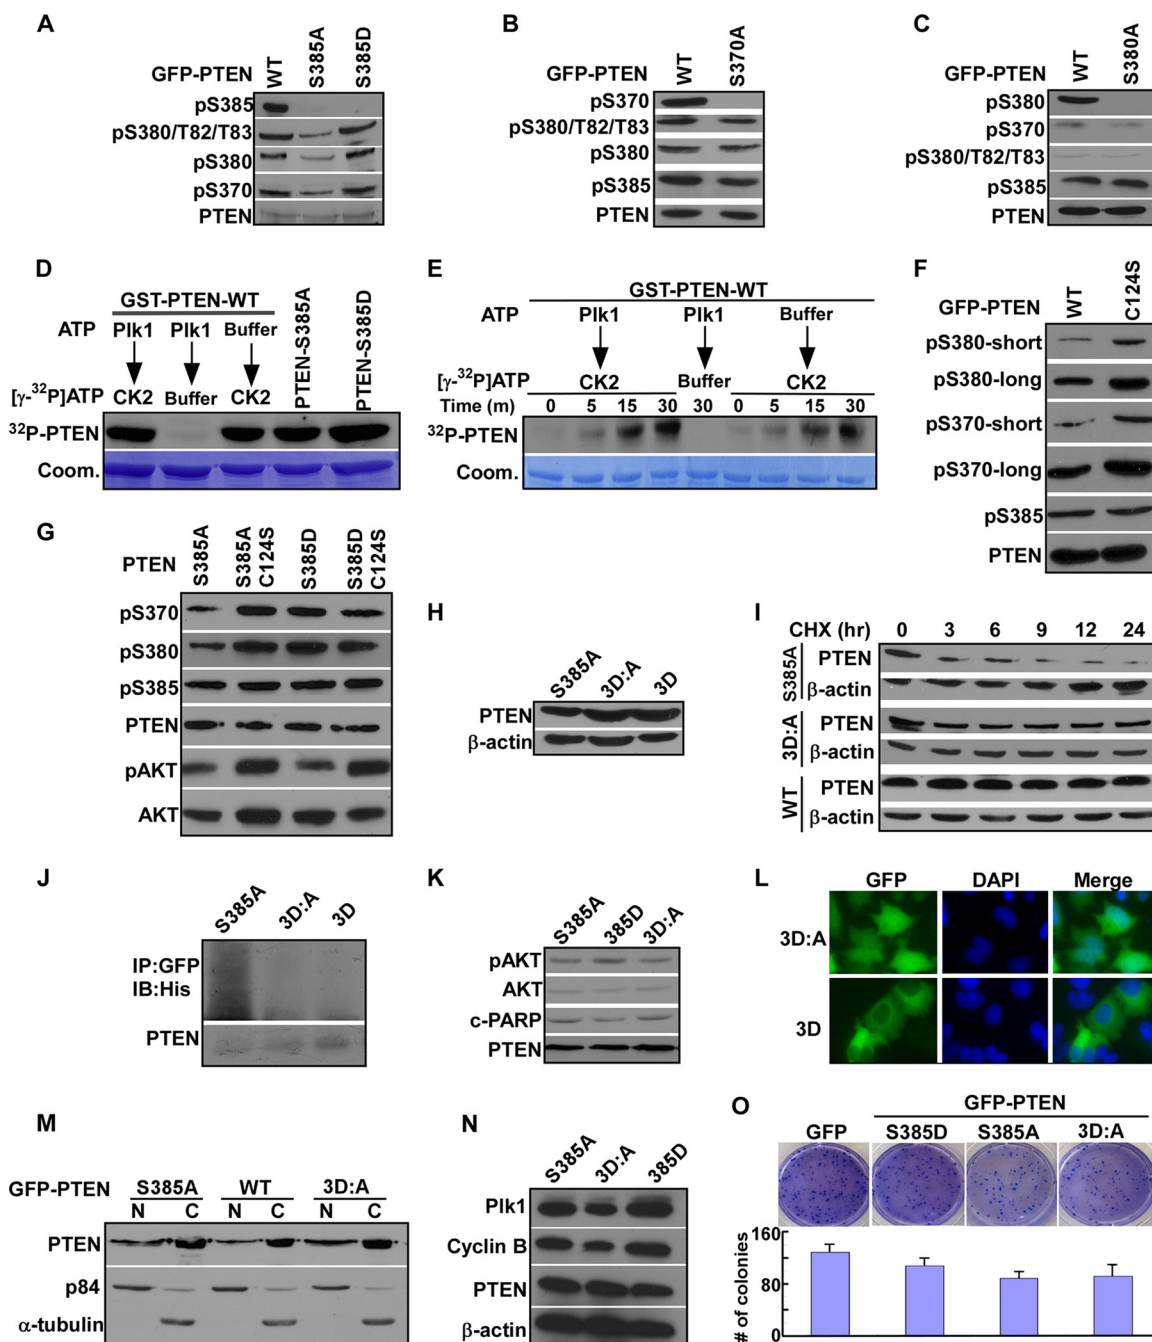 A
GFP-PTEN WT S385A S385D
pS385
pS380/T82/T83
pS380
pS370
PTEN
B
GFP-PTEN WT S370A
pS370
pS380/T82/T83
pS380
pS385
PTEN
C
GFP-PTEN WT S380A
pS380
pS370
pS380/T82/T83
pS385
PTEN
D
GST-PTEN-WT PTEN-S385A PTEN-S385D
ATP Plk1 Plk1 Buffer
[γ-³²P]ATP CK2 Buffer CK2
³²P-PTEN
Coom.
E
GST-PTEN-WT
ATP Plk1 Plk1 Buffer
[γ-³²P]ATP CK2 Buffer CK2
Time (m) 0 5 15 30 30 0 5 15 30
³²P-PTEN
Coom.
F
GFP-PTEN WT C124S
pS380-short
pS380-long
pS370-short
pS370-long
pS385
PTEN
G
PTEN S385A S385A C124S S385D S385D C124S
pS370
pS380
pS385
PTEN
pAKT
AKT
H
S385A 3D:A 3D
PTEN
β-actin
I
CHX (hr) 0 3 6 9 12 24
S385A PTEN
β-actin
3D:A PTEN
β-actin
WT PTEN
β-actin
J
S385A 3D:A 3D
IP:GFP
IB:His
PTEN
K
S385A 385D 3D:A
pAKT
AKT
c-PARP
PTEN
L
GFP DAPI Merge
3D:A
3D
M
GFP-PTEN S385A WT 3D:A
N C N C N C
PTEN
p84
α-tubulin
N
S385A 3D:A 385D
Plk1
Cyclin B
PTEN
β-actin
O
GFP-PTEN
GFP S385D S385A 3D:A
# of colonies
160
80
0